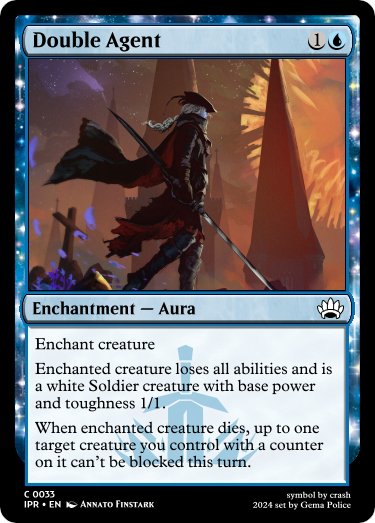 Double Agent 1
Enchantment — Aura
Enchant creature
Enchanted creature loses all abilities and is
a white Soldier creature with base power
and toughness 1/1.
When enchanted creature dies, up to one
target creature you control with a counter
on it can't be blocked this turn.
C 0033
symbol by crash
IPR • EN Annato Finstark
2024 set by Gema Police